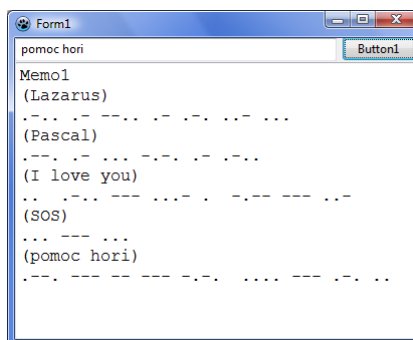 Form1
pomoc hori
Button1
Memo1
(Lazarus)
.-.. .- --.. .- .-. ..- ...
(Pascal)
.--. .- ... -.-. .- .-..
(I love you)
..  .-.. --- ...- .  -.-- --- ..-
(SOS)
... --- ...
(pomoc hori)
.--. --- -- --- -.-.  .... --- .-. ..